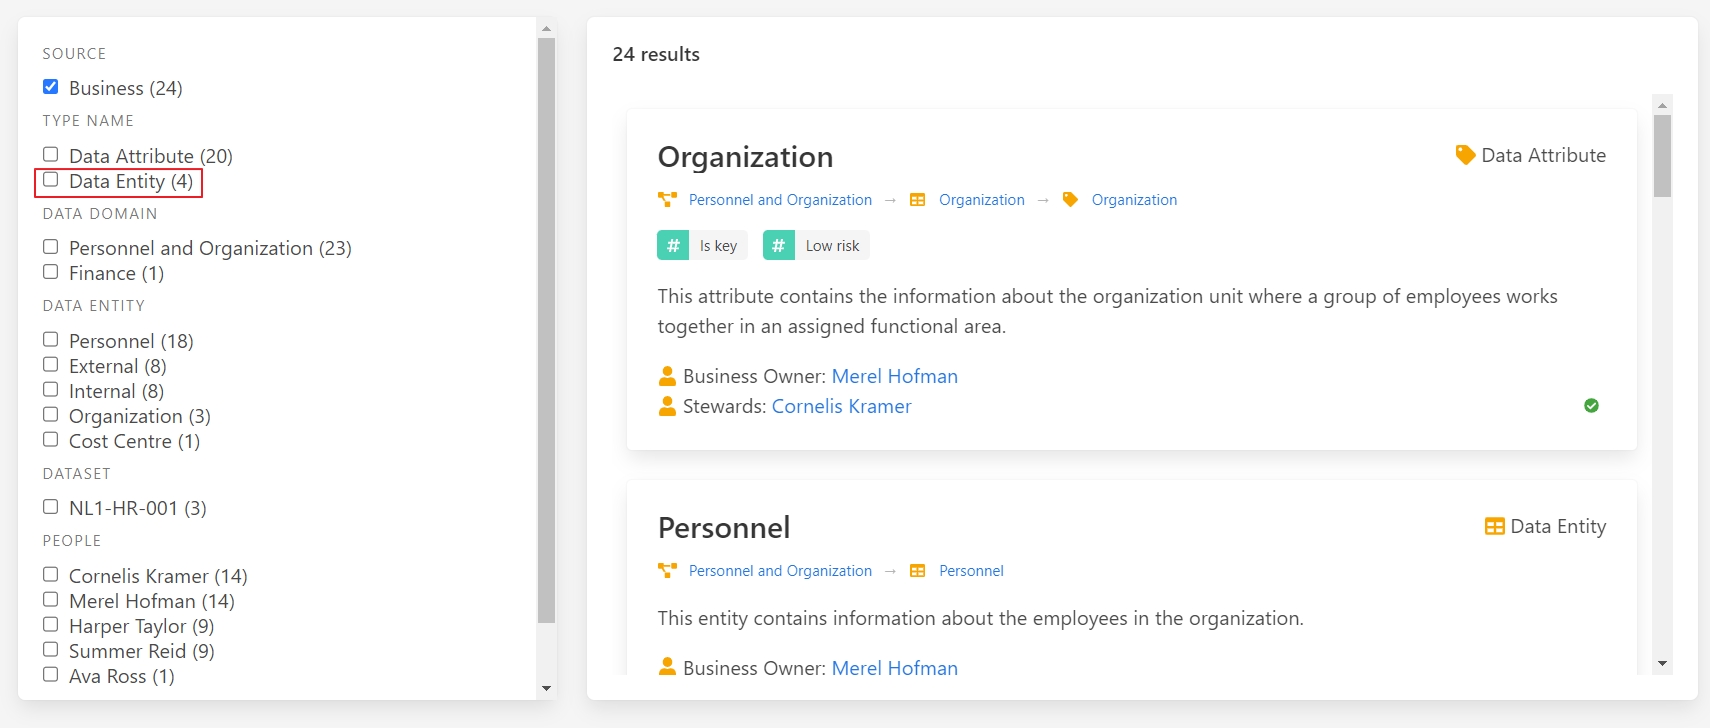 SOURCE
Business (24)
TYPE NAME
Data Attribute (20)
Data Entity (4)
DATA DOMAIN
Personnel and Organization (23)
Finance (1)
DATA ENTITY
Personnel (18)
External (8)
Internal (8)
Organization (3)
Cost Centre (1)
DATASET
NL1-HR-001 (3)
PEOPLE
Cornelis Kramer (14)
Merel Hofman (14)
Harper Taylor (9)
Summer Reid (9)
Ava Ross (1)
24 results
Organization
Data Attribute
Personnel and Organization → Organization → Organization
# Is key # Low risk
This attribute contains the information about the organization unit where a group of employees works
together in an assigned functional area.
Business Owner: Merel Hofman
Stewards: Cornelis Kramer
Personnel
Data Entity
Personnel and Organization → Personnel
This entity contains information about the employees in the organization.
Business Owner: Merel Hofman